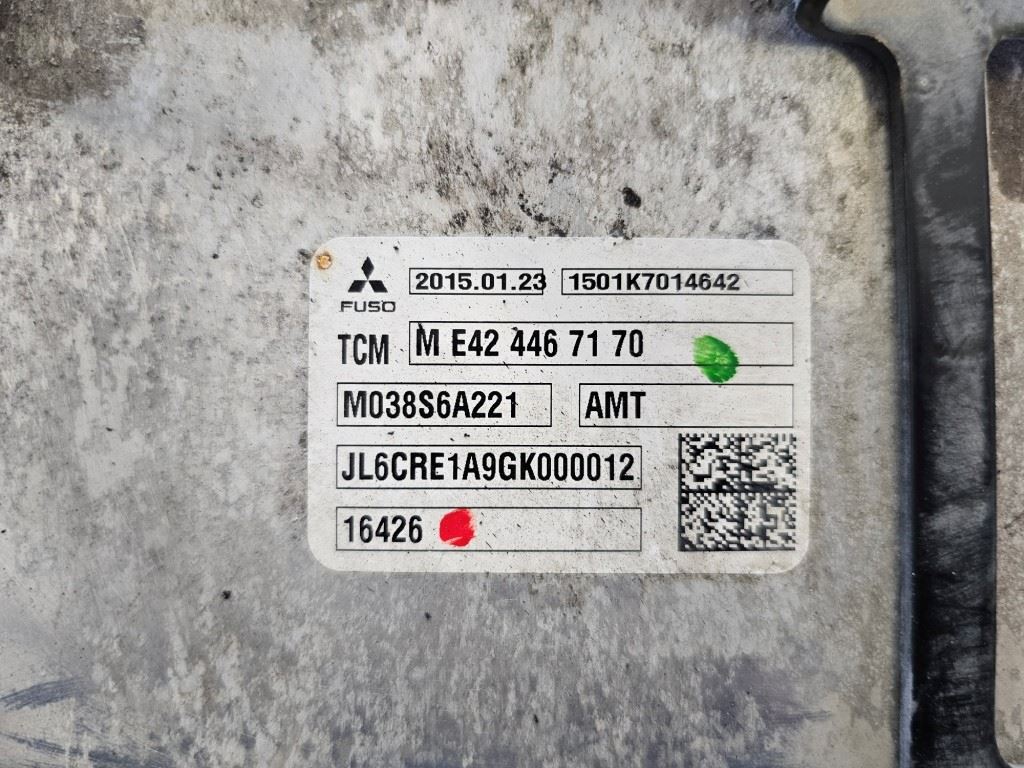 2015.01.23 1501K7014642
FUSO
TCM M E42 446 71 70
M038S6A221 AMT
JL6CRE1A9GK000012
16426